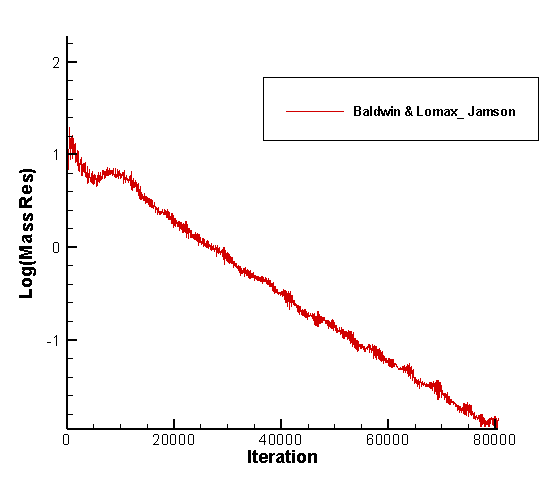 2
Baldwin & Lomax_ Jamson
1
Log(Mass Res)
0
-1
0 20000 40000 60000 80000
Iteration